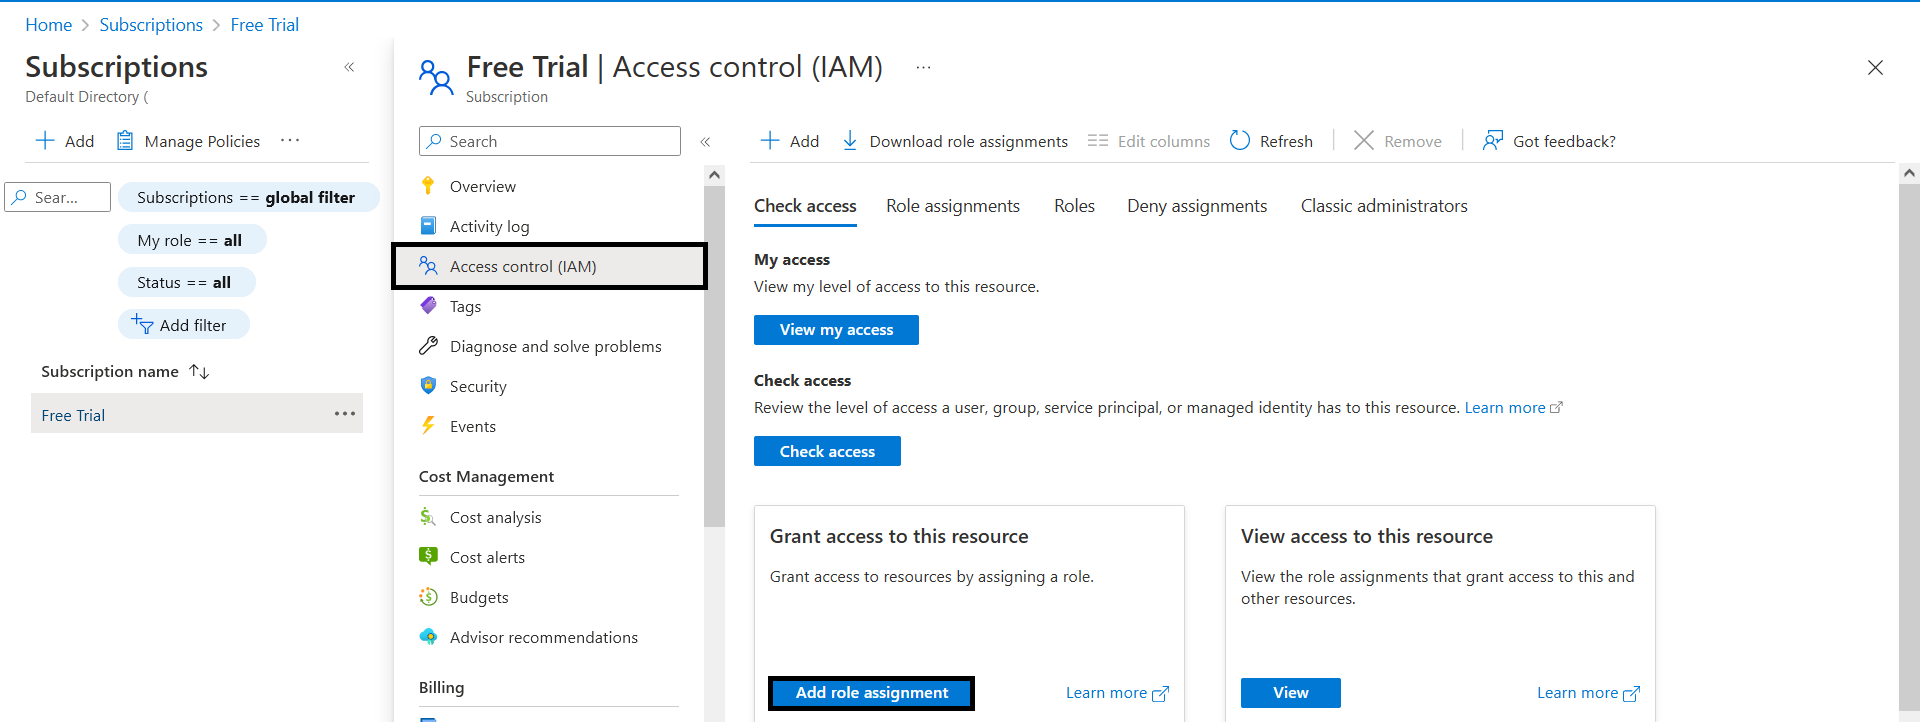 Home > Subscriptions > Free Trial
Subscriptions «
Default Directory (
+ Add Manage Policies ···
Sear...
Subscriptions == global filter
My role == all
Status == all
Add filter
Subscription name ↑↓
Free Trial ···
Free Trial | Access control (IAM) ···
Subscription
Search «
Overview
Activity log
Access control (IAM)
Tags
Diagnose and solve problems
Security
Events
Cost Management
Cost analysis
Cost alerts
Budgets
Advisor recommendations
Billing
+ Add Download role assignments Edit columns Refresh Remove Got feedback?
Check access Role assignments Roles Deny assignments Classic administrators
My access
View my level of access to this resource.
View my access
Check access
Review the level of access a user, group, service principal, or managed identity has to this resource. Learn more
Check access
Grant access to this resource
Grant access to resources by assigning a role.
Add role assignment Learn more
View access to this resource
View the role assignments that grant access to this and
other resources.
View Learn more